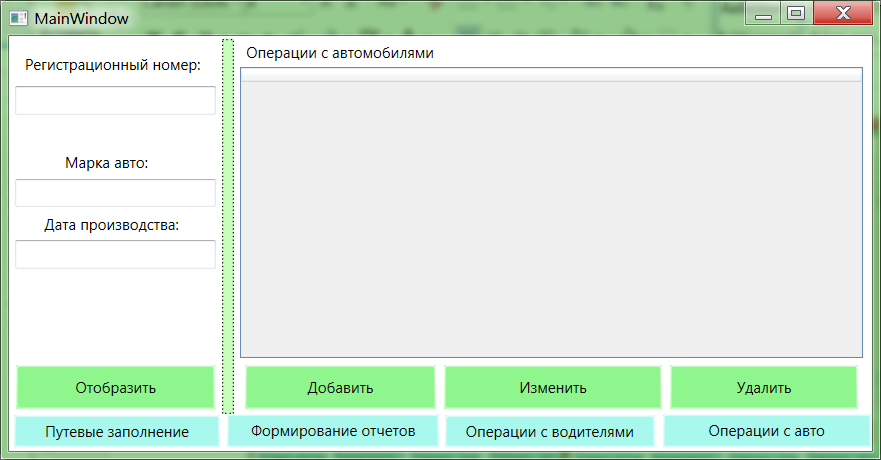 MainWindow
Регистрационный номер:
Марка авто:
Дата производства:
Отобразить
Операции с автомобилями
Добавить
Изменить
Удалить
Путевые заполнение
Формирование отчетов
Операции с водителями
Операции с авто